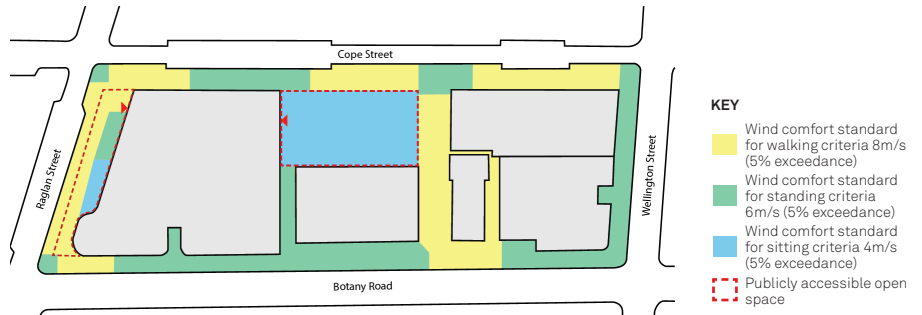 Cope Street
Raglan Street
Wellington Street
Botany Road
KEY
Wind comfort standard
for walking criteria 8m/s
(5% exceedance)
Wind comfort standard
for standing criteria
6m/s (5% exceedance)
Wind comfort standard
for sitting criteria 4m/s
(5% exceedance)
Publicly accessible open
space